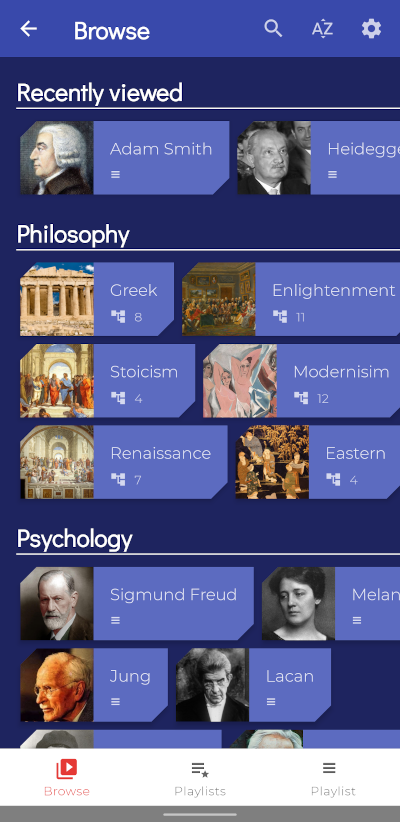 Browse
AZ
Recently viewed
Adam Smith
Heidegge
Philosophy
Greek
8
Enlightenment
11
Stoicism
4
Modernisim
12
Renaissance
7
Eastern
4
Psychology
Sigmund Freud
Melan
Jung
Lacan
Browse
Playlists
Playlist